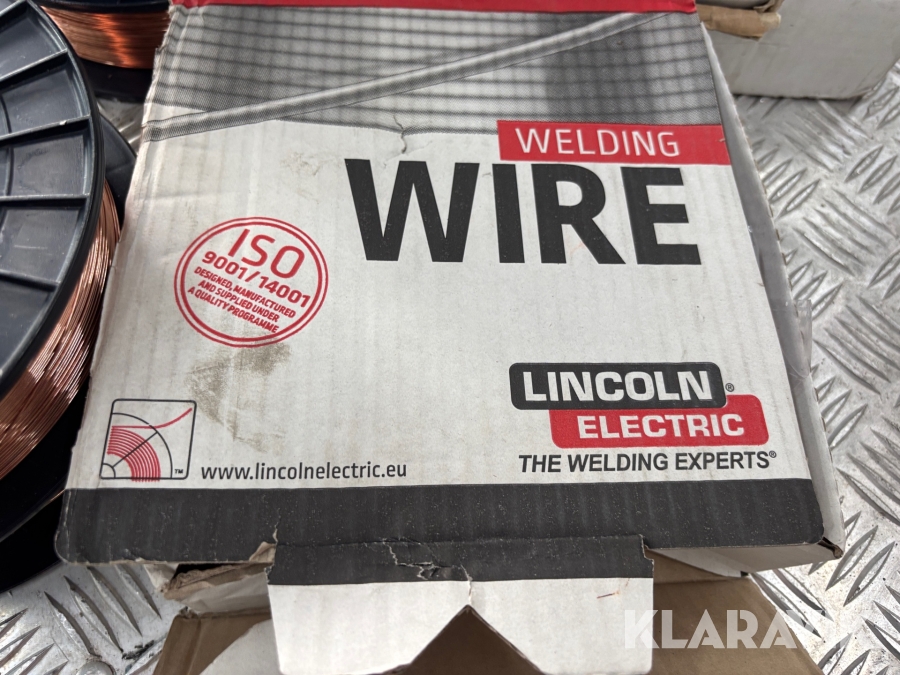 WELDING
WIRE
ISO
9001/14001
DESIGNED, MANUFACTURED
AND SUPPLIED UNDER
A QUALITY PROGRAMME
LINCOLN®
ELECTRIC
THE WELDING EXPERTS®
™
www.lincolnelectric.eu